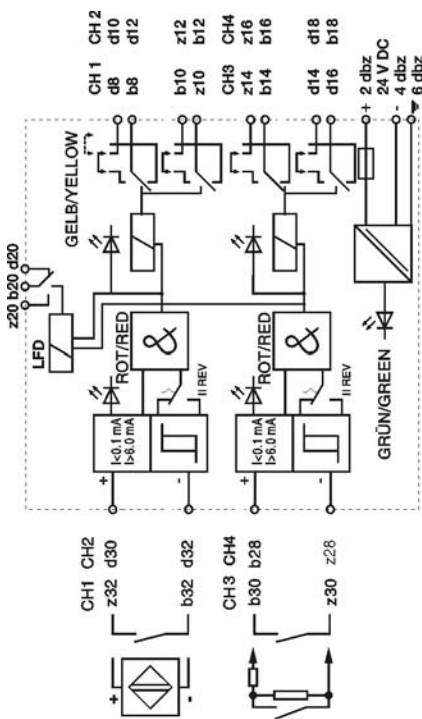 CH 1 CH 2
d8 d10
b8 d12
b10 z12
z10 b12
CH3 CH4
z14 z16
b14 b16
d14 d18
d16 d18
+ 2 dbz
24 V DC
- 4 dbz
6 dbz
GELB/YELLOW
z20 b20 d20
LFD
ROT/RED
&
I<0.1 mA
I>6.0 mA
II REV
+
-
ROT/RED
&
I<0.1 mA
I>6.0 mA
II REV
+
-
GRÜN/GREEN
CH1 CH2
z32 d30
b32 d32
CH3 CH4
b30 b28
z30 z28
+
-